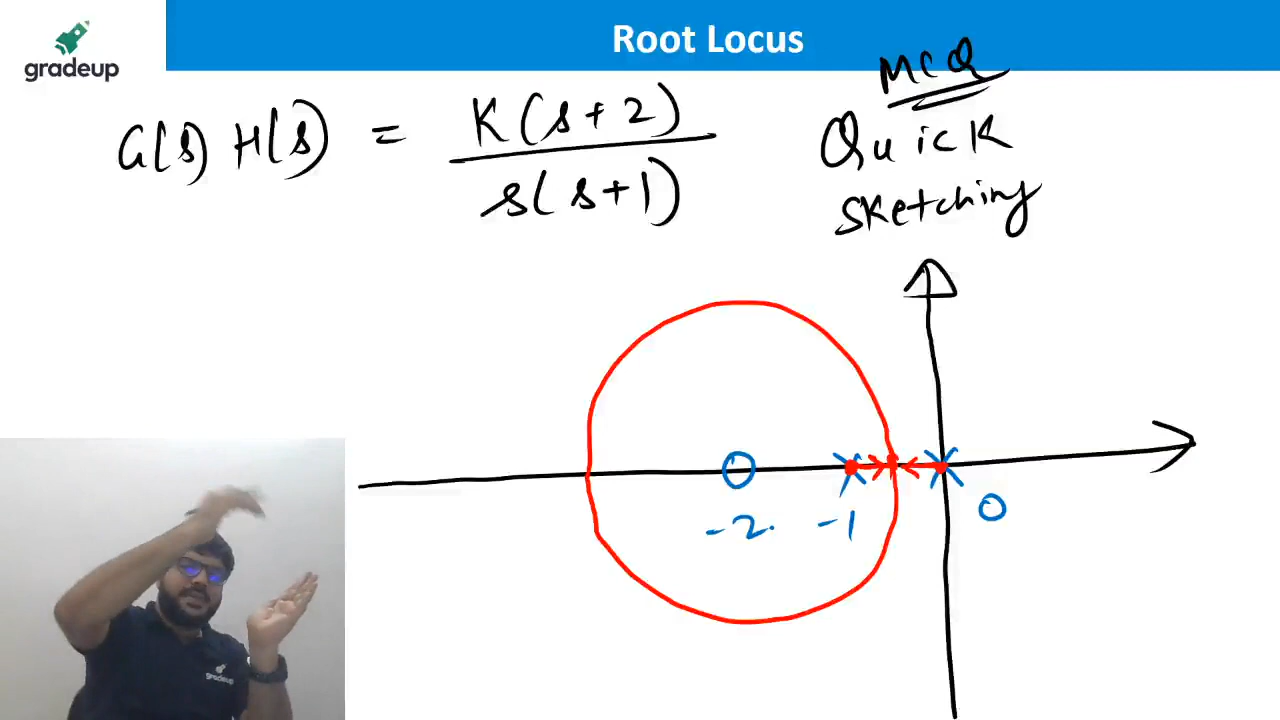 Root Locus
gradeup
MCQ
G(s) H(s) = K(s+2)
s(s+1)
Quick
sketching
-2.
-1
0
gradeup